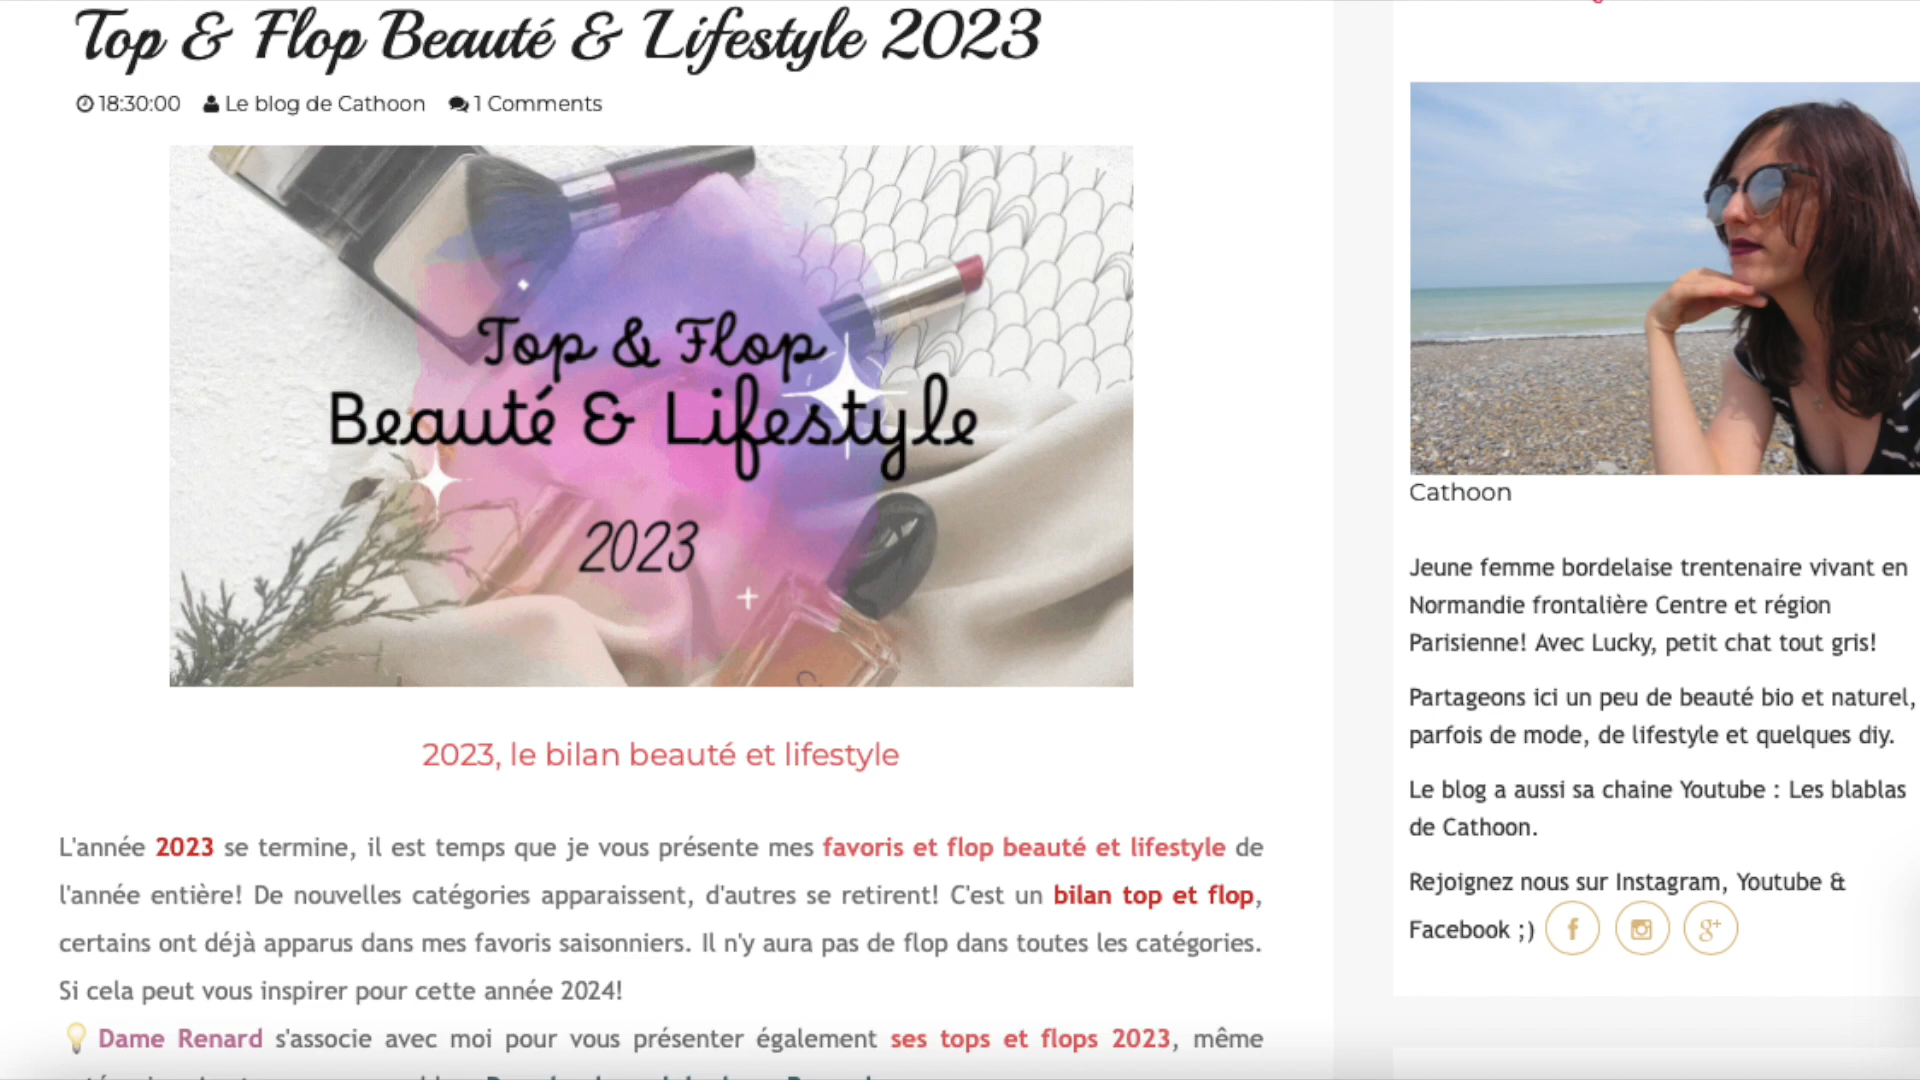 Top & Flop Beauté & Lifestyle 2023
18:30:00 Le blog de Cathoon 1 Comments
Top & Flop
Beauté & Lifestyle
2023
2023, le bilan beauté et lifestyle
L'année 2023 se termine, il est temps que je vous présente mes favoris et flop beauté et lifestyle de
l'année entière! De nouvelles catégories apparaissent, d'autres se retirent! C'est un bilan top et flop,
certains ont déjà apparus dans mes favoris saisonniers. Il n'y aura pas de flop dans toutes les catégories.
Si cela peut vous inspirer pour cette année 2024!
Dame Renard s'associe avec moi pour vous présenter également ses tops et flops 2023, même
Cathoon
Jeune femme bordelaise trentenaire vivant en
Normandie frontalière Centre et région
Parisienne! Avec Lucky, petit chat tout gris!
Partageons ici un peu de beauté bio et naturel,
parfois de mode, de lifestyle et quelques diy.
Le blog a aussi sa chaine Youtube : Les blablas
de Cathoon.
Rejoignez nous sur Instagram, Youtube &
Facebook ;) f g+